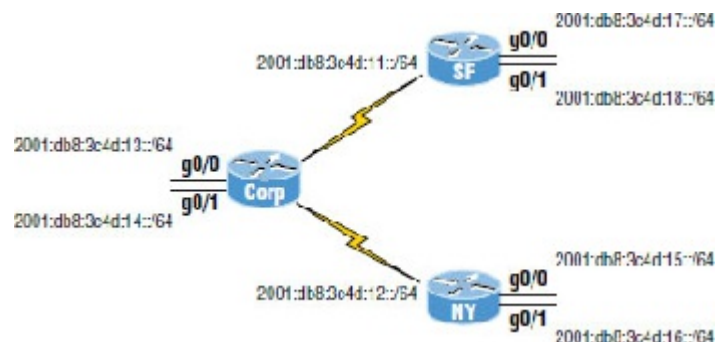 2001:db8:3c4d:17::/64
g0/0
2001:db8:3c4d:11::/64
SF
g0/1
2001:db8:3c4d:18::/64
2001:db8:3c4d:13::/64
g0/0
Corp
g0/1
2001:db8:3c4d:14::/64
2001:db8:3c4d:15::/64
g0/0
2001:db8:3c4d:12::/64
NY
g0/1
2001:db8:3c4d:16::/64